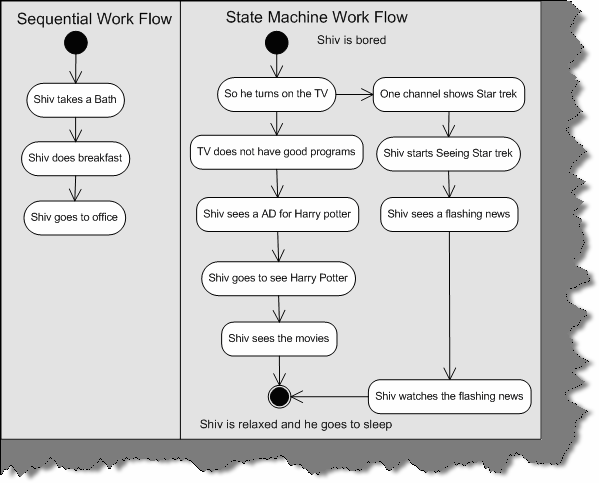 Sequential Work Flow
Shiv takes a Bath
Shiv does breakfast
Shiv goes to office
State Machine Work Flow
Shiv is bored
So he turns on the TV
One channel shows Star trek
TV does not have good programs
Shiv starts Seeing Star trek
Shiv sees a AD for Harry potter
Shiv sees a flashing news
Shiv goes to see Harry Potter
Shiv sees the movies
Shiv watches the flashing news
Shiv is relaxed and he goes to sleep